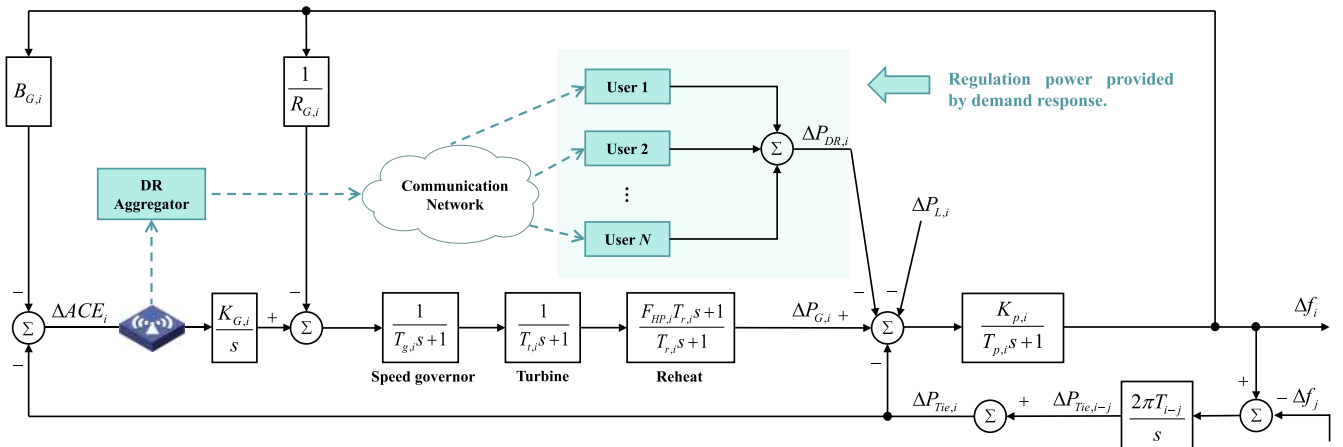 B_{G,i}
1
R_{G,i}
User 1
User 2
⋮
User N
Σ
ΔP_{DR,i}
Regulation power provided
by demand response.
DR
Aggregator
Communication
Network
ΔP_{L,i}
−
Σ
−
ΔACE_i
K_{G,i}
s
+
−
Σ
1
T_{g,i}s+1
Speed governor
1
T_{t,i}s+1
Turbine
F_{HP,i}T_{r,i}s+1
T_{r,i}s+1
Reheat
ΔP_{G,i} +
−
−
Σ
−
K_{p,i}
T_{p,i}s+1
Δf_i
ΔP_{Tie,i}
Σ
+
ΔP_{Tie,i−j}
2πT_{i−j}
s
+
Σ
− Δf_j